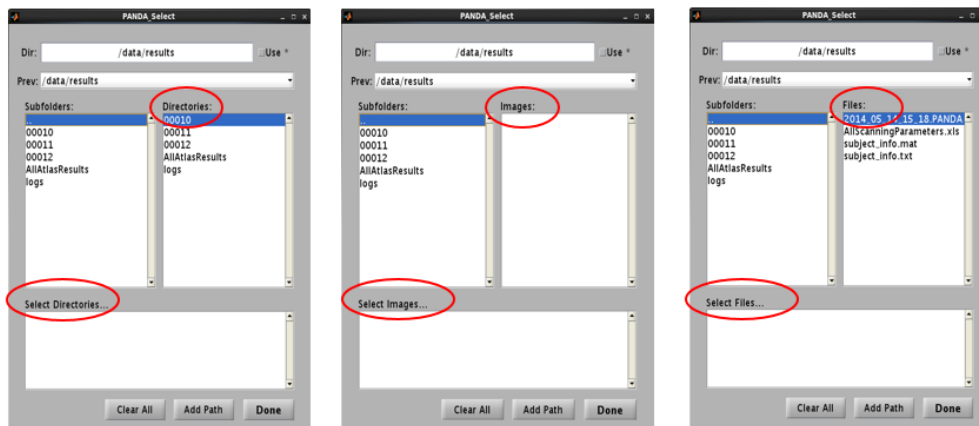 PANDA_Select
Dir: /data/results Use *
Prev: /data/results
Subfolders: Directories:
.. 00010
00010 00011
00011 00012
00012 AllAtlasResults
AllAtlasResults logs
logs
Select Directories...
Clear All Add Path Done
PANDA_Select
Dir: /data/results Use *
Prev: /data/results
Subfolders: Images:
..
00010
00011
00012
AllAtlasResults
logs
Select Images...
Clear All Add Path Done
PANDA_Select
Dir: /data/results Use *
Prev: /data/results
Subfolders: Files:
.. 2014_05_14_15_18.PANDA
00010 AllScanningParameters.xls
00011 subject_info.mat
00012 subject_info.txt
AllAtlasResults
logs
Select Files...
Clear All Add Path Done